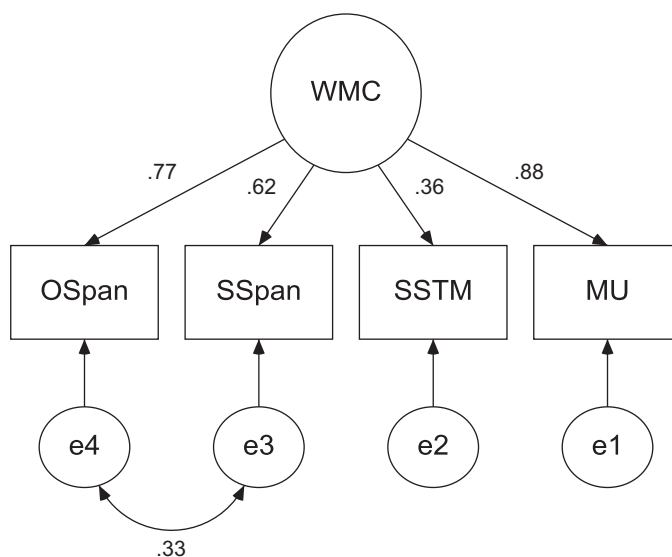 WMC
.77
.62
.36
.88
OSpan
SSpan
SSTM
MU
e4
e3
e2
e1
.33